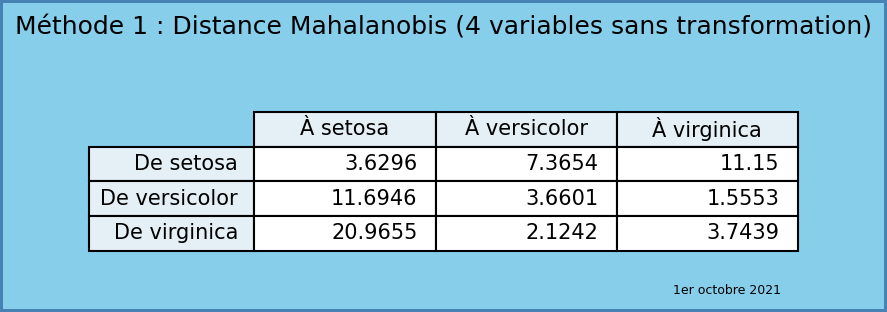 Méthode 1 : Distance Mahalanobis (4 variables sans transformation)
À setosa À versicolor À virginica
De setosa 3.6296 7.3654 11.15
De versicolor 11.6946 3.6601 1.5553
De virginica 20.9655 2.1242 3.7439
1er octobre 2021